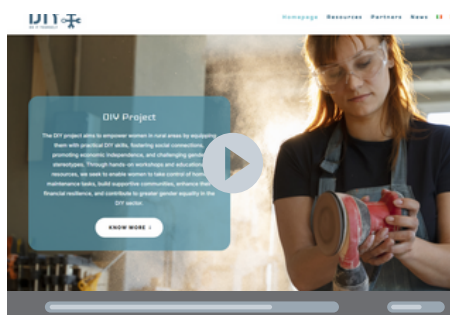 DIY
DO IT YOURSELF
Homepage Resources Partners News
DIY Project
The DIY project aims to empower women in rural areas by equipping
them with practical DIY skills, fostering social connections,
promoting economic independence, and challenging gender
stereotypes. Through hands-on workshops and educational
resources, we seek to enable women to take control of home
maintenance tasks, build supportive communities, enhance their
financial resilience, and contribute to greater gender equality in the
DIY sector.
KNOW MORE